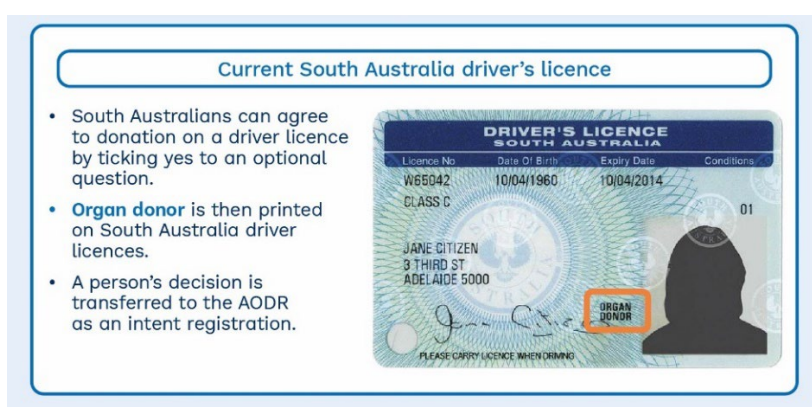 Current South Australia driver's licence
• South Australians can agree
to donation on a driver licence
by ticking yes to an optional
question.
• Organ donor is then printed
on South Australia driver
licences.
• A person's decision is
transferred to the AODR
as an intent registration.
DRIVER'S LICENCE
SOUTH AUSTRALIA
Licence No Date Of Birth Expiry Date Conditions
W65042 10/04/1960 10/04/2014
CLASS C
01
JANE CITIZEN
3 THIRD ST
ADELAIDE 5000
ORGAN
DONOR
PLEASE CARRY LICENCE WHEN DRIVING